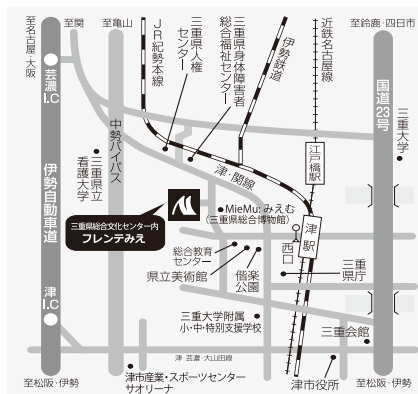 至名古屋・大阪
至関
至亀山
JR紀勢本線
三重県人権
センター
三重県身体障害者
総合福祉センター
伊勢鉄道
近鉄名古屋線
至鈴鹿・四日市
芸濃
I.C
中勢バイパス
国道23号
三重大学
江戸橋駅
三重県立
看護大学
伊勢自動車道
津・関線
MieMu:みえむ
(三重県総合博物館)
三重県総合文化センター内
フレンテみえ
津駅
西口
総合教育
センター
県立美術館
偕楽
公園
三重
県庁
津
I.C
三重大学附属
小・中・特別支援学校
三重会館
津・芸濃・大山田線
津市産業・スポーツセンター
サオリーナ
津市役所
至松阪・伊勢
至松阪・伊勢